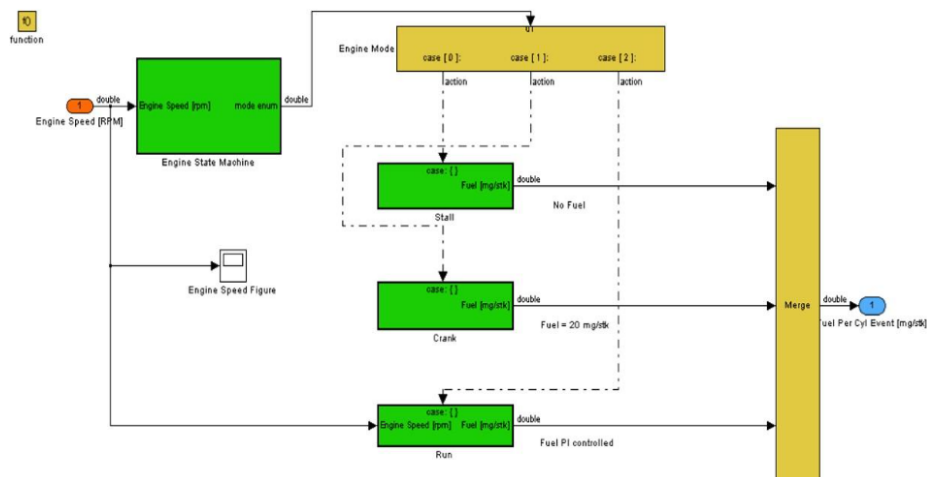 f()
function
u1
Engine Mode
case [ 0 ]:
case [ 1 ]:
case [ 2 ]:
action
action
action
double
1
Engine Speed [rpm]
mode enum
double
Engine Speed [RPM]
Engine State Machine
case: { }
Fuel [mg/stk]
double
Stall
No Fuel
Engine Speed Figure
case: { }
Fuel [mg/stk]
double
Crank
Fuel = 20 mg/stk
Merge
double
1
Fuel Per Cyl Event [mg/stk]
case: { }
Engine Speed [rpm]
Fuel [mg/stk]
double
Run
Fuel PI controlled